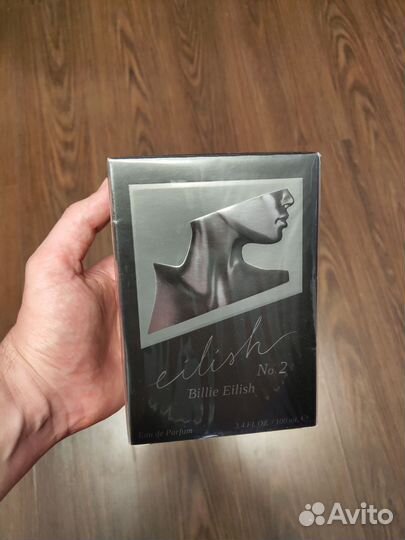 eilish
No. 2
Billie Eilish
Eau de Parfum
3.4 FL.OZ. / 100 mL ℮
Avito